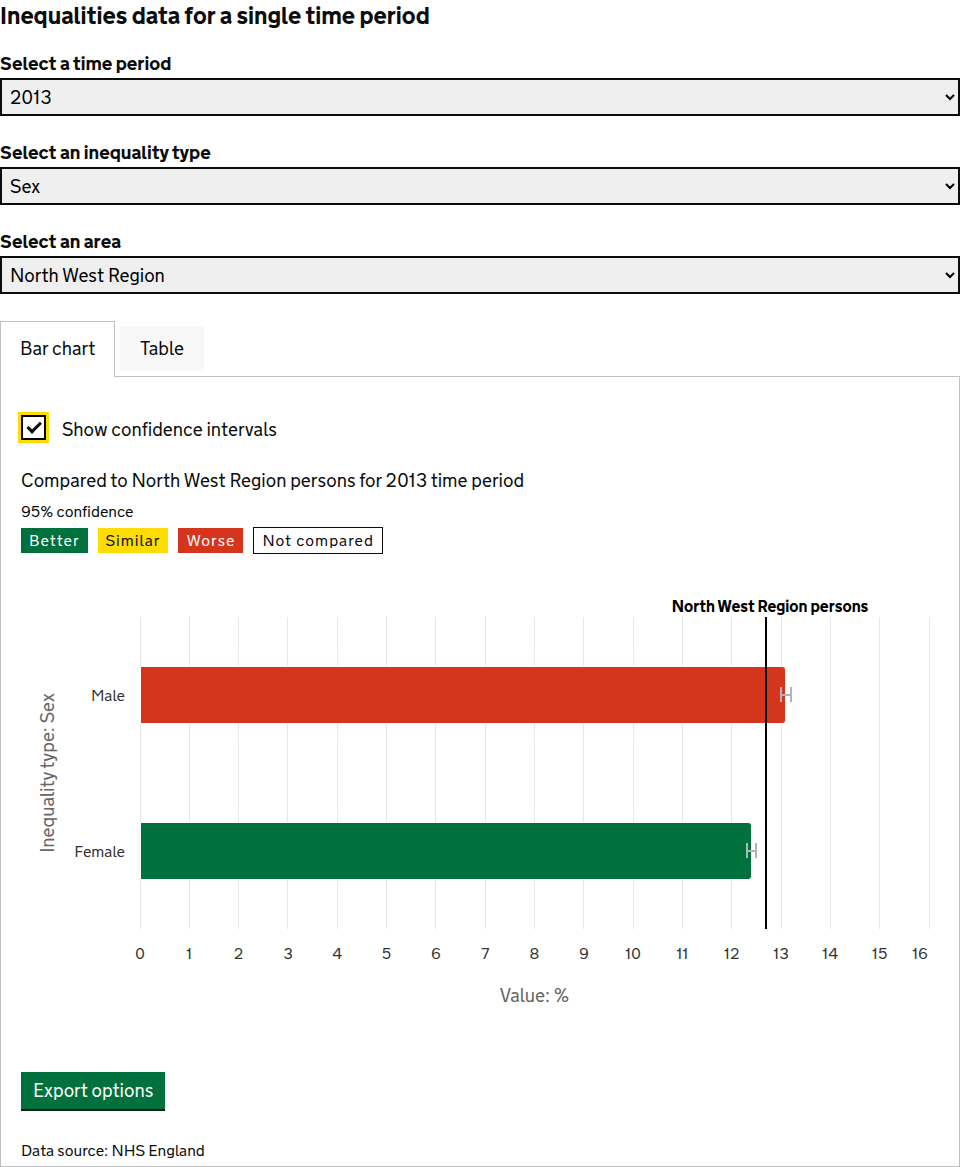 Inequalities data for a single time period
Select a time period
2013
Select an inequality type
Sex
Select an area
North West Region
Bar chart Table
Show confidence intervals
Compared to North West Region persons for 2013 time period
95% confidence
Better Similar Worse Not compared
North West Region persons
Inequality type: Sex
Male
Female
0 1 2 3 4 5 6 7 8 9 10 11 12 13 14 15 16
Value: %
Export options
Data source: NHS England